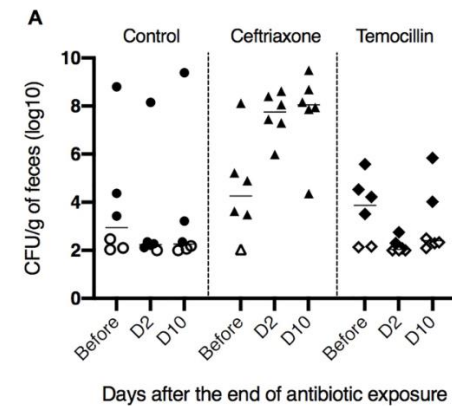 A
Control Ceftriaxone Temocillin
CFU/g of feces (log10)
10
8
6
4
2
0
Before D2 D10 Before D2 D10 Before D2 D10
Days after the end of antibiotic exposure